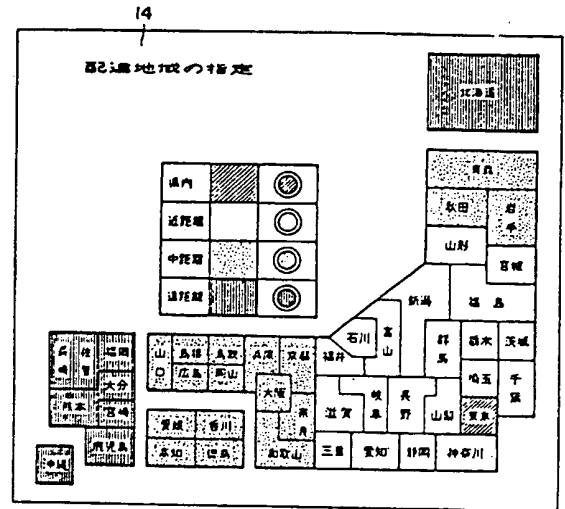 14
配達地域の指定
北海道
青森
県内
近距離
中距離
遠距離
秋田
岩手
山形
宮城
新潟
福島
石川
富山
群馬
栃木
茨城
長崎
佐賀
福岡
山口
島根
鳥取
兵庫
京都
福井
大分
広島
岡山
埼玉
千葉
熊本
宮崎
大阪
奈良
滋賀
岐阜
長野
山梨
東京
愛媛
香川
鹿児島
高知
徳島
和歌山
三重
愛知
静岡
神奈川
沖縄